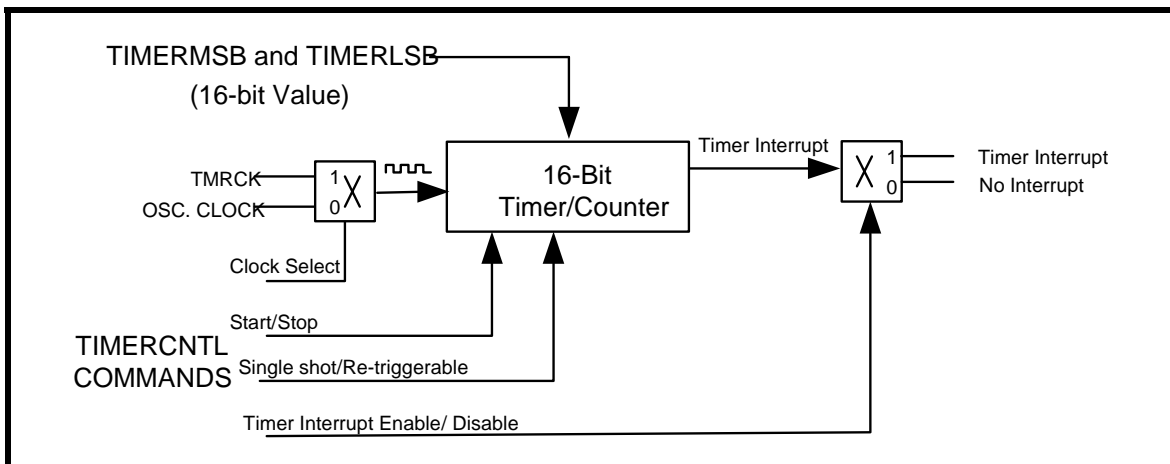 TIMERMSB and TIMERLSB
(16-bit Value)
Timer Interrupt
1
0
Timer Interrupt
No Interrupt
16-Bit
Timer/Counter
TMRCK
OSC. CLOCK
1
0
Clock Select
Start/Stop
TIMERCNTL
COMMANDS
Single shot/Re-triggerable
Timer Interrupt Enable/ Disable